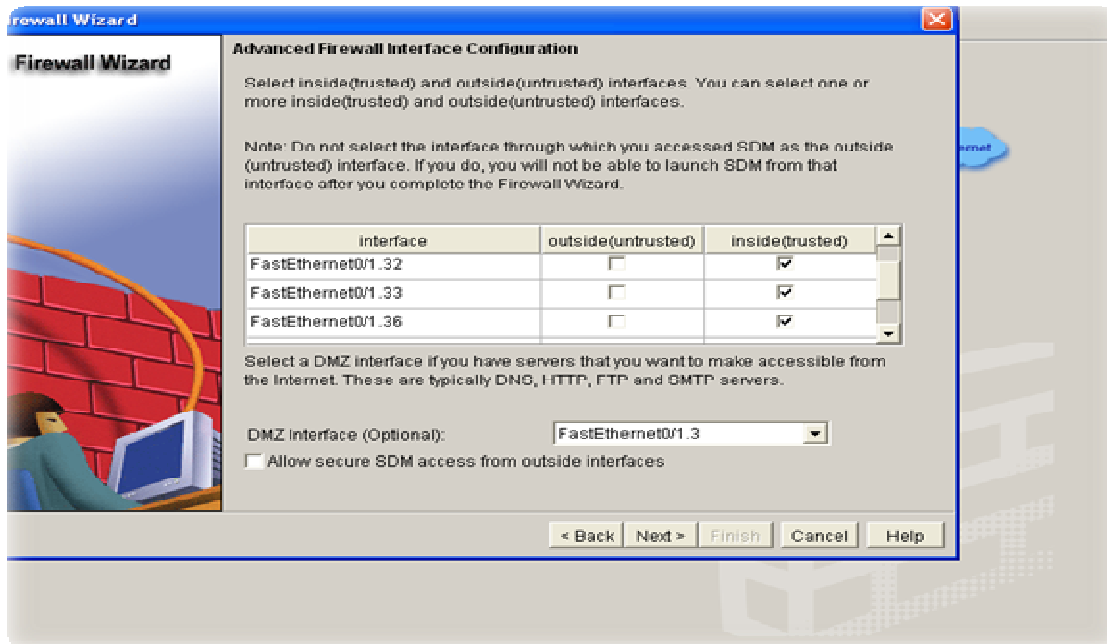 Firewall Wizard
Firewall Wizard
Advanced Firewall Interface Configuration
Select inside(trusted) and outside(untrusted) interfaces. You can select one or
more inside(trusted) and outside(untrusted) interfaces.
Note: Do not select the interface through which you accessed SDM as the outside
(untrusted) interface. If you do, you will not be able to launch SDM from that
interface after you complete the Firewall Wizard.
interface outside(untrusted) inside(trusted)
FastEthernet0/1.32
FastEthernet0/1.33
FastEthernet0/1.36
Select a DMZ interface if you have servers that you want to make accessible from
the Internet. These are typically DNS, HTTP, FTP and SMTP servers.
DMZ Interface (Optional): FastEthernet0/1.3
Allow secure SDM access from outside interfaces
< Back Next > Finish Cancel Help